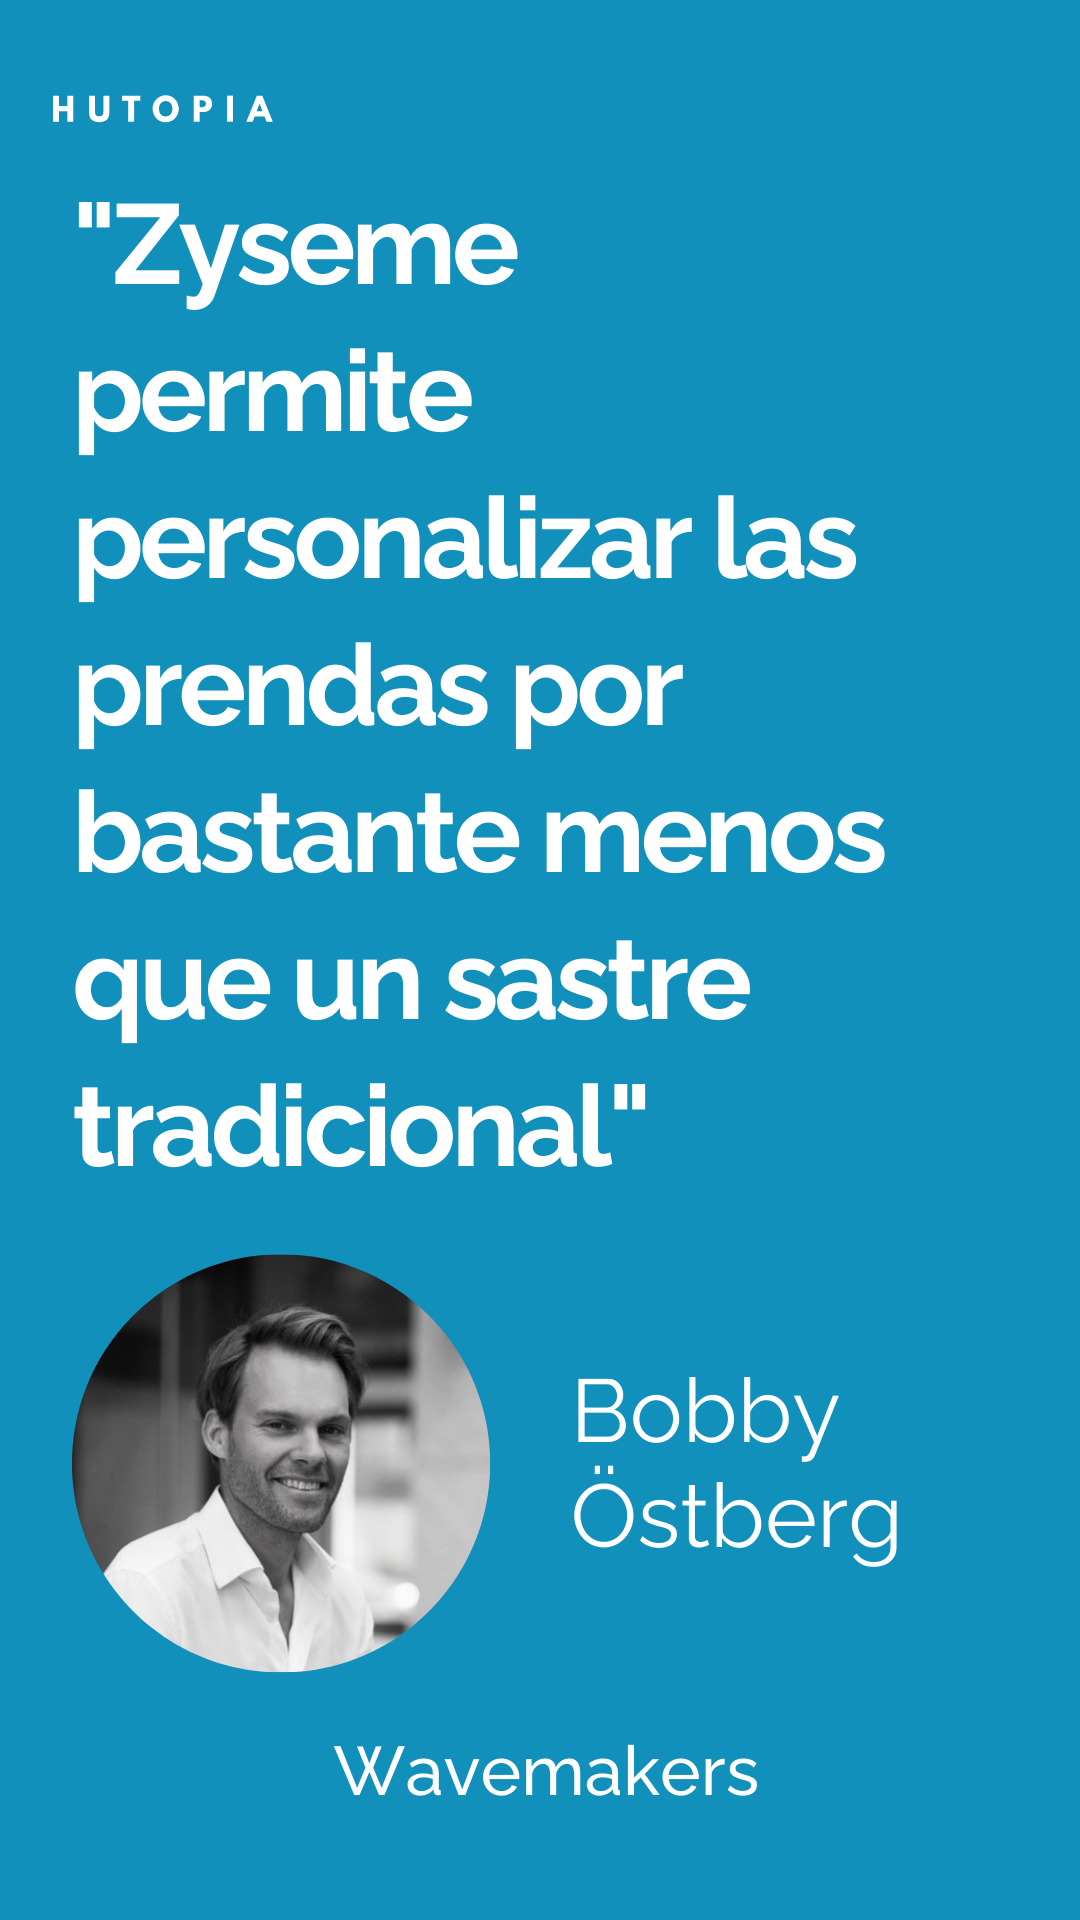 HUTOPIA
"Zyseme
permite
personalizar las
prendas por
bastante menos
que un sastre
tradicional"
Bobby
Östberg
Wavemakers